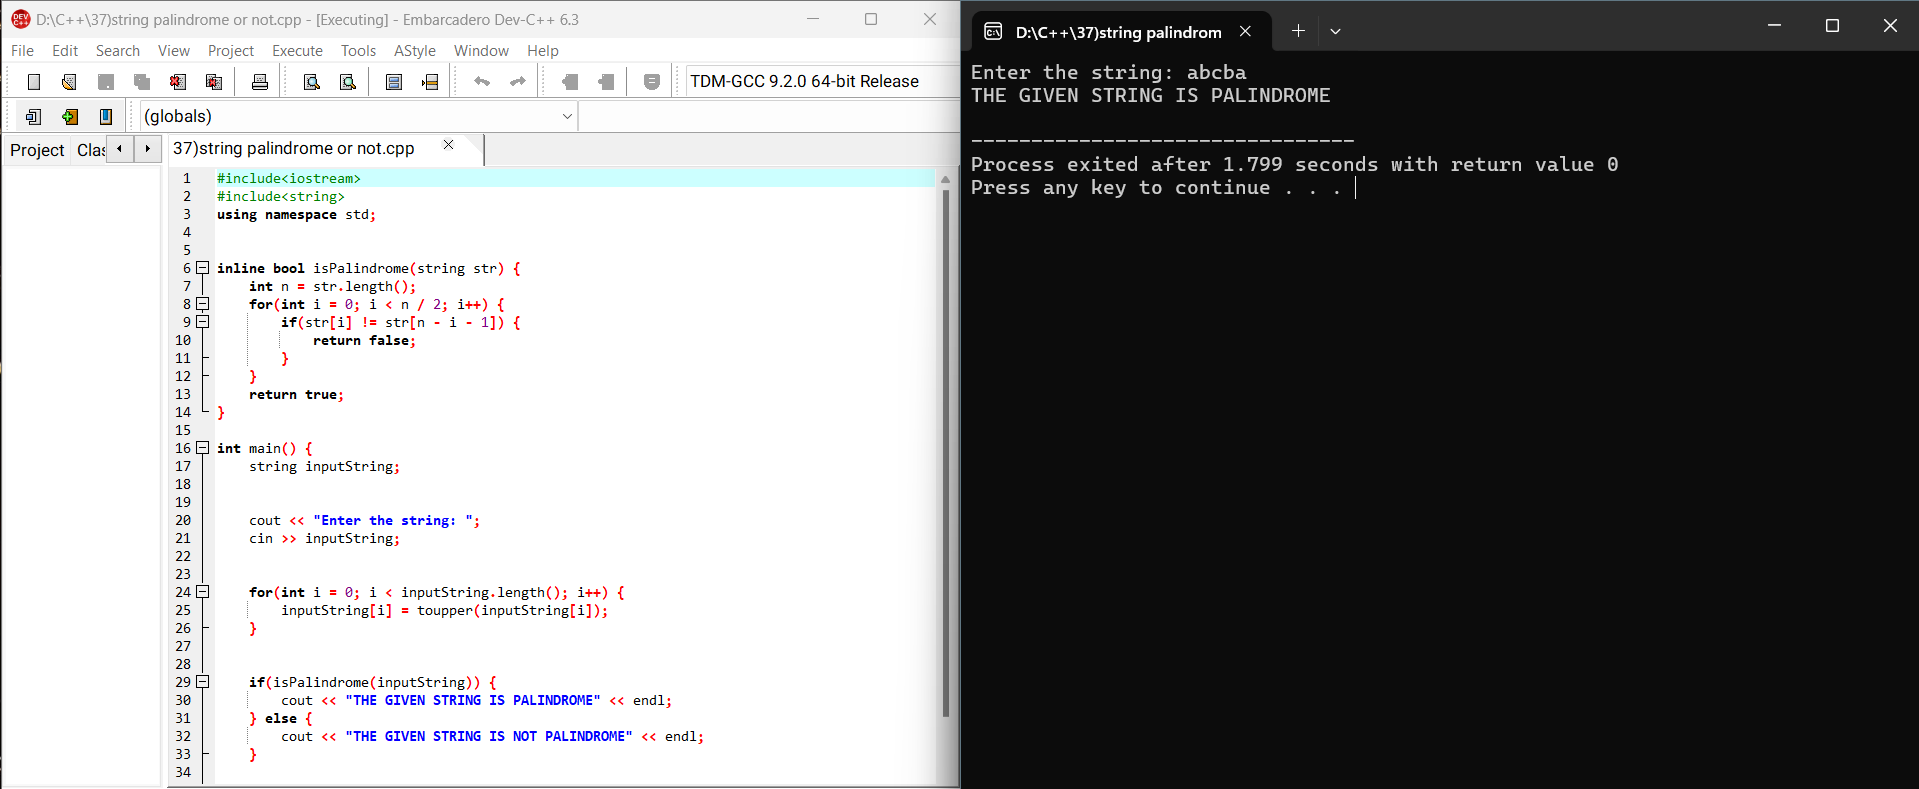 D:\C++\37)string palindrome or not.cpp - [Executing] - Embarcadero Dev-C++ 6.3
File Edit Search View Project Execute Tools AStyle Window Help
TDM-GCC 9.2.0 64-bit Release
(globals)
Project Clas
37)string palindrome or not.cpp
1 #include<iostream>
2 #include<string>
3 using namespace std;
4
5
6 inline bool isPalindrome(string str) {
7     int n = str.length();
8     for(int i = 0; i < n / 2; i++) {
9         if(str[i] != str[n - i - 1]) {
10             return false;
11         }
12     }
13     return true;
14 }
15
16 int main() {
17     string inputString;
18
19
20     cout << "Enter the string: ";
21     cin >> inputString;
22
23
24     for(int i = 0; i < inputString.length(); i++) {
25         inputString[i] = toupper(inputString[i]);
26     }
27
28
29     if(isPalindrome(inputString)) {
30         cout << "THE GIVEN STRING IS PALINDROME" << endl;
31     } else {
32         cout << "THE GIVEN STRING IS NOT PALINDROME" << endl;
33     }
34
D:\C++\37)string palindrom
Enter the string: abcba
THE GIVEN STRING IS PALINDROME
--------------------------------
Process exited after 1.799 seconds with return value 0
Press any key to continue . . .